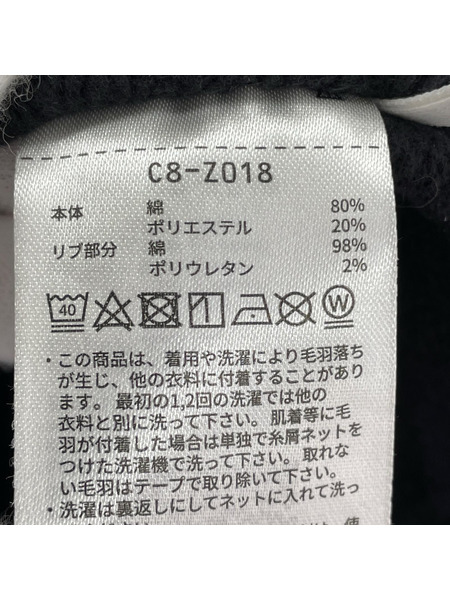 C8-Z018
本体 綿 80%
ポリエステル 20%
リブ部分 綿 98%
ポリウレタン 2%
40 W
・この商品は、着用や洗濯により毛羽落ち
が生じ、他の衣料に付着することがあり
ます。 最初の1,2回の洗濯では他の
衣料と別に洗って下さい。 肌着等に毛
羽が付着した場合は単独で糸屑ネットを
つけた洗濯機で洗って下さい。 取れな
い毛羽はテープで取り除いて下さい。
・洗濯は裏返しにしてネットに入れて洗っ